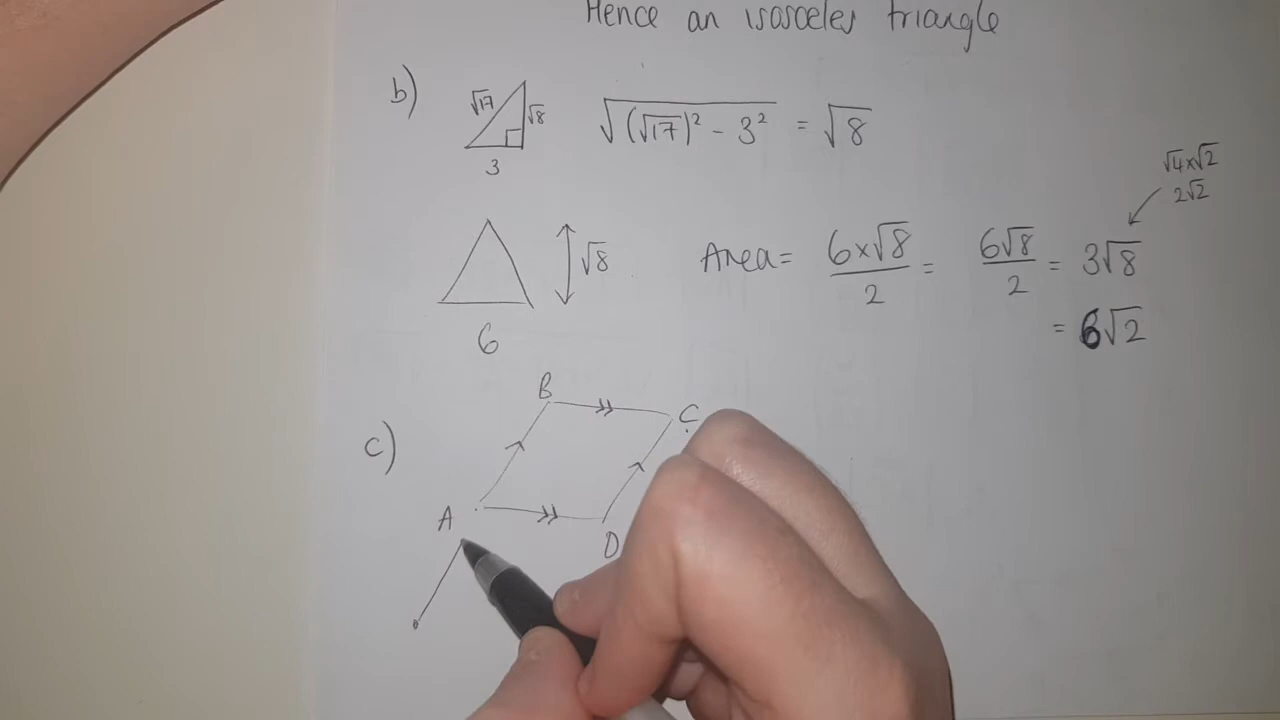 Hence an isosceles triangle
b) √17 √8 3 √(√17)² - 3² = √8
√4×√2
2√2
√8 Area = 6×√8/2 = 6√8/2 = 3√8
6 = 6√2
c) B C
A D